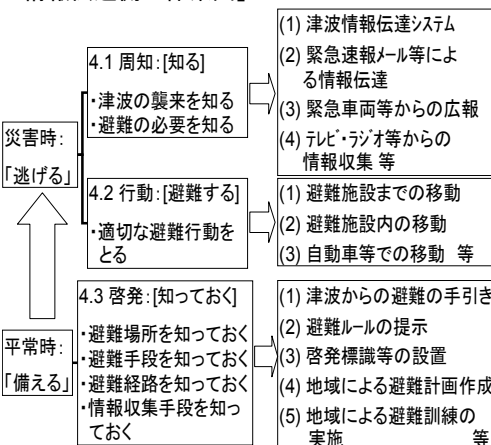 (1) 津波情報伝達ｼｽﾃﾑ
(2) 緊急速報ﾒｰﾙ等によ
る情報伝達
(3) 緊急車両等からの広報
(4) ﾃﾚﾋﾞ・ﾗｼﾞｵ等からの
情報収集 等
4.1 周知:[知る]
・津波の襲来を知る
・避難の必要を知る
災害時:
「逃げる」
4.2 行動:[避難する]
・適切な避難行動を
とる
(1) 避難施設までの移動
(2) 避難施設内の移動
(3) 自動車等での移動 等
4.3 啓発:[知っておく]
・避難場所を知っておく
・避難手段を知っておく
・避難経路を知っておく
・情報収集手段を知っ
ておく
平常時:
「備える」
(1) 津波からの避難の手引き
(2) 避難ﾙｰﾙの提示
(3) 啓発標識等の設置
(4) 地域による避難計画作成
(5) 地域による避難訓練の
実施 等